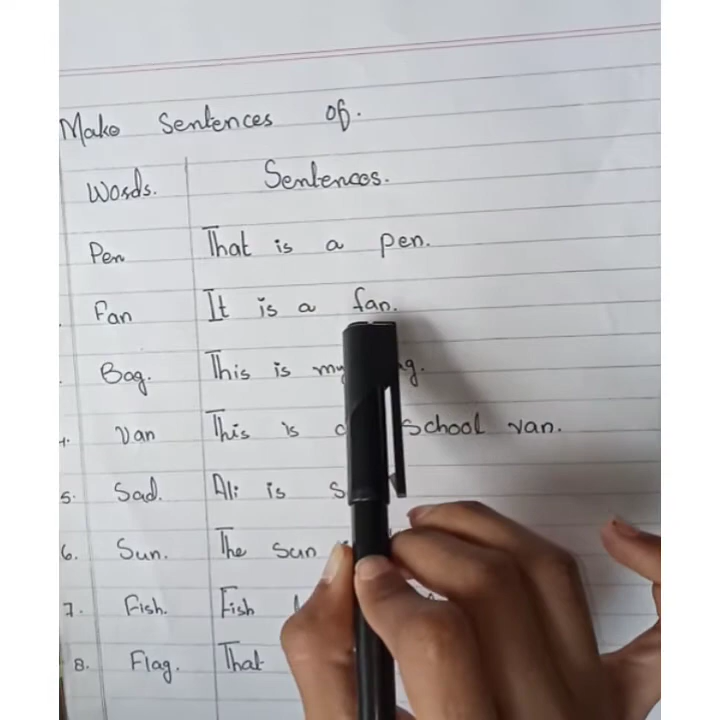 Make Sentences of.
Words. Sentences.
Pen That is a pen.
Fan It is a fan.
Bag. This is my
4. Van This is school van.
5. Sad. Ali is
6. Sun. The sun
7. Fish. Fish
8. Flag. That